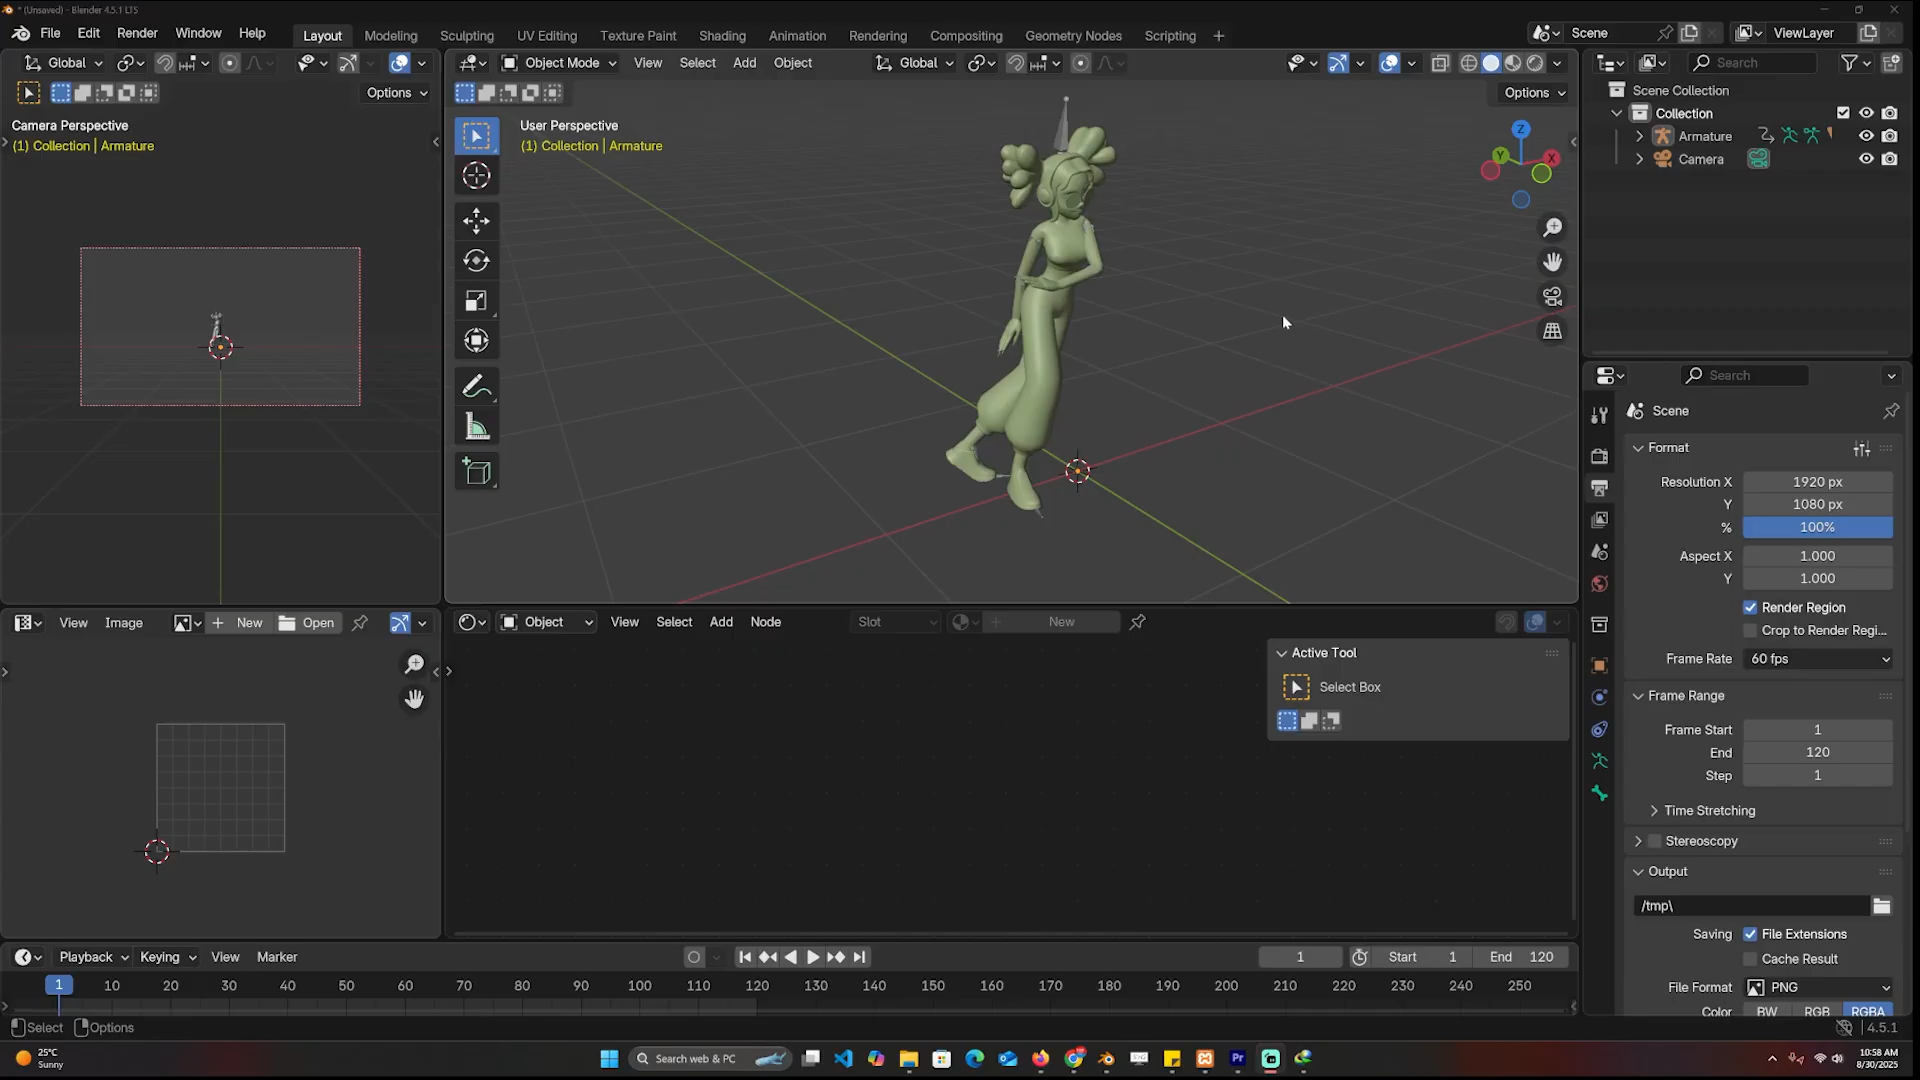 * (Unsaved) - Blender 4.5.1 LTS
File Edit Render Window Help Layout Modeling Sculpting UV Editing Texture Paint Shading Animation Rendering Compositing Geometry Nodes Scripting + Scene ViewLayer
Global Object Mode View Select Add Object Global Search
Options Options
Scene Collection
Collection
Armature
Camera
Camera Perspective
(1) Collection | Armature
User Perspective
(1) Collection | Armature
Z
Y
X
Search
Scene
Format
Resolution X 1920 px
Y 1080 px
% 100%
Aspect X 1.000
Y 1.000
Render Region
Crop to Render Regi...
Frame Rate 60 fps
Frame Range
Frame Start 1
End 120
Step 1
Time Stretching
Stereoscopy
Output
/tmp\
Saving File Extensions
Cache Result
File Format PNG
Color BW RGB RGBA
View Image + New Open
Object View Select Add Node Slot New
Active Tool
Select Box
Playback Keying View Marker 1 Start 1 End 120
1 10 20 30 40 50 60 70 80 90 100 110 120 130 140 150 160 170 180 190 200 210 220 230 240 250
Select Options 4.5.1
25°C
Sunny
Search web & PC
Pr
10:58 AM
8/30/2025